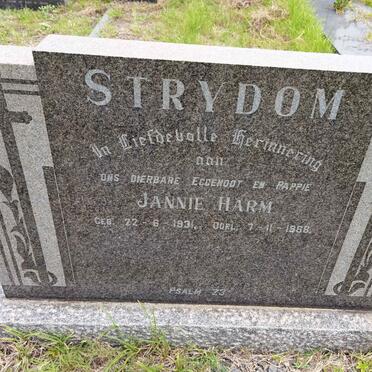 STRYDOM
In Liefdevolle Herinnering
aan
ONS DIERBARE EGGENOOT EN PAPPIE
JANNIE HARM
GEB. 22-6-1931. OORL. 7-11-1988.
PSALM 23